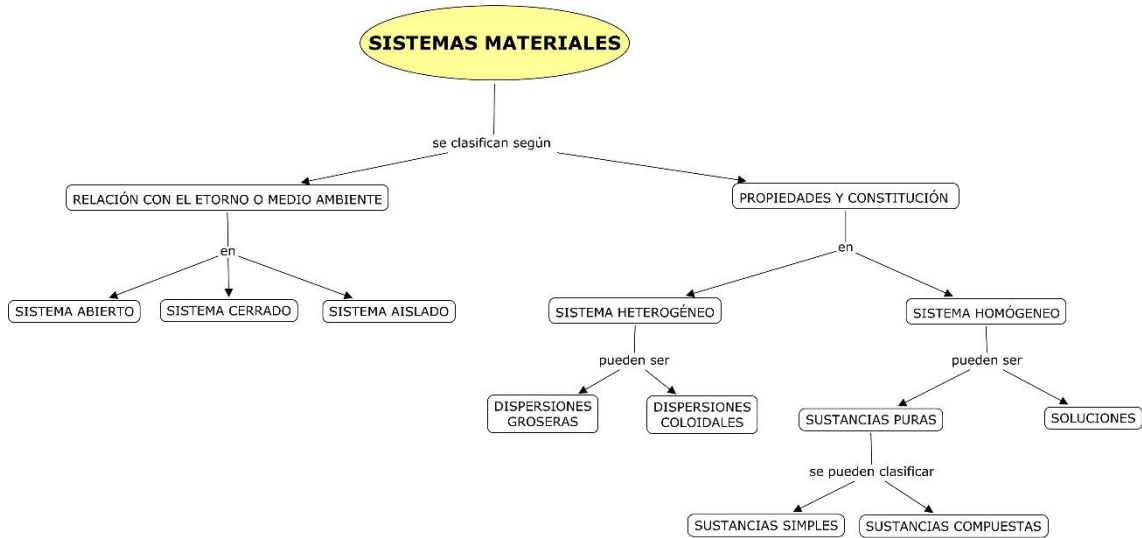 SISTEMAS MATERIALES
se clasifican según
RELACIÓN CON EL ETORNO O MEDIO AMBIENTE
PROPIEDADES Y CONSTITUCIÓN
en
en
SISTEMA ABIERTO
SISTEMA CERRADO
SISTEMA AISLADO
SISTEMA HETEROGÉNEO
SISTEMA HOMÓGENEO
pueden ser
pueden ser
DISPERSIONES
GROSERAS
DISPERSIONES
COLOIDALES
SUSTANCIAS PURAS
SOLUCIONES
se pueden clasificar
SUSTANCIAS SIMPLES
SUSTANCIAS COMPUESTAS